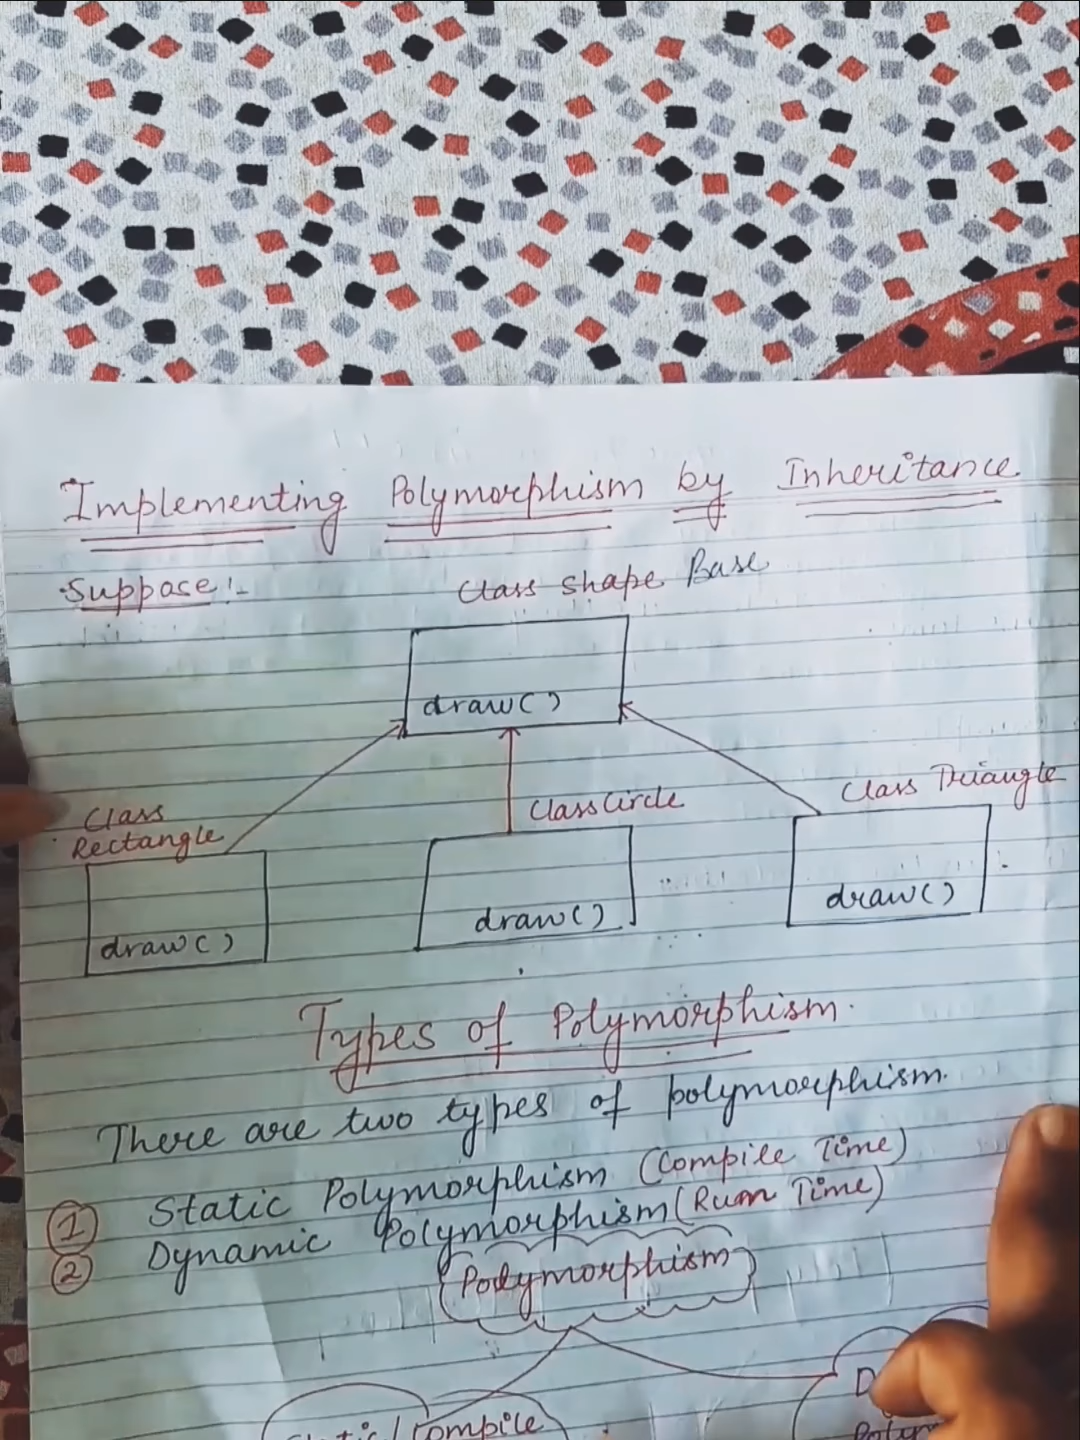 Implementing Polymorphism by Inheritance
Suppose:-
Class Shape Base
draw()
Class Rectangle
Class Circle
Class Triangle
draw()
draw()
draw()
Types of Polymorphism.
There are two types of polymorphism.
① Static Polymorphism (Compile Time)
② Dynamic Polymorphism (Run Time)
Polymorphism
Static/Compile